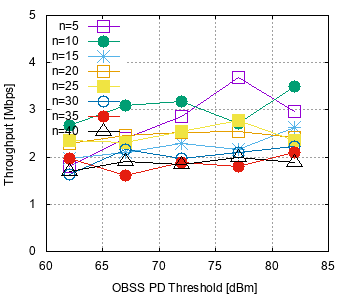 5
4
3
2
1
0
60
65
70
75
80
85
Throughput [Mbps]
OBSS PD Threshold [dBm]
n=5
n=10
n=15
n=20
n=25
n=30
n=35
n=40